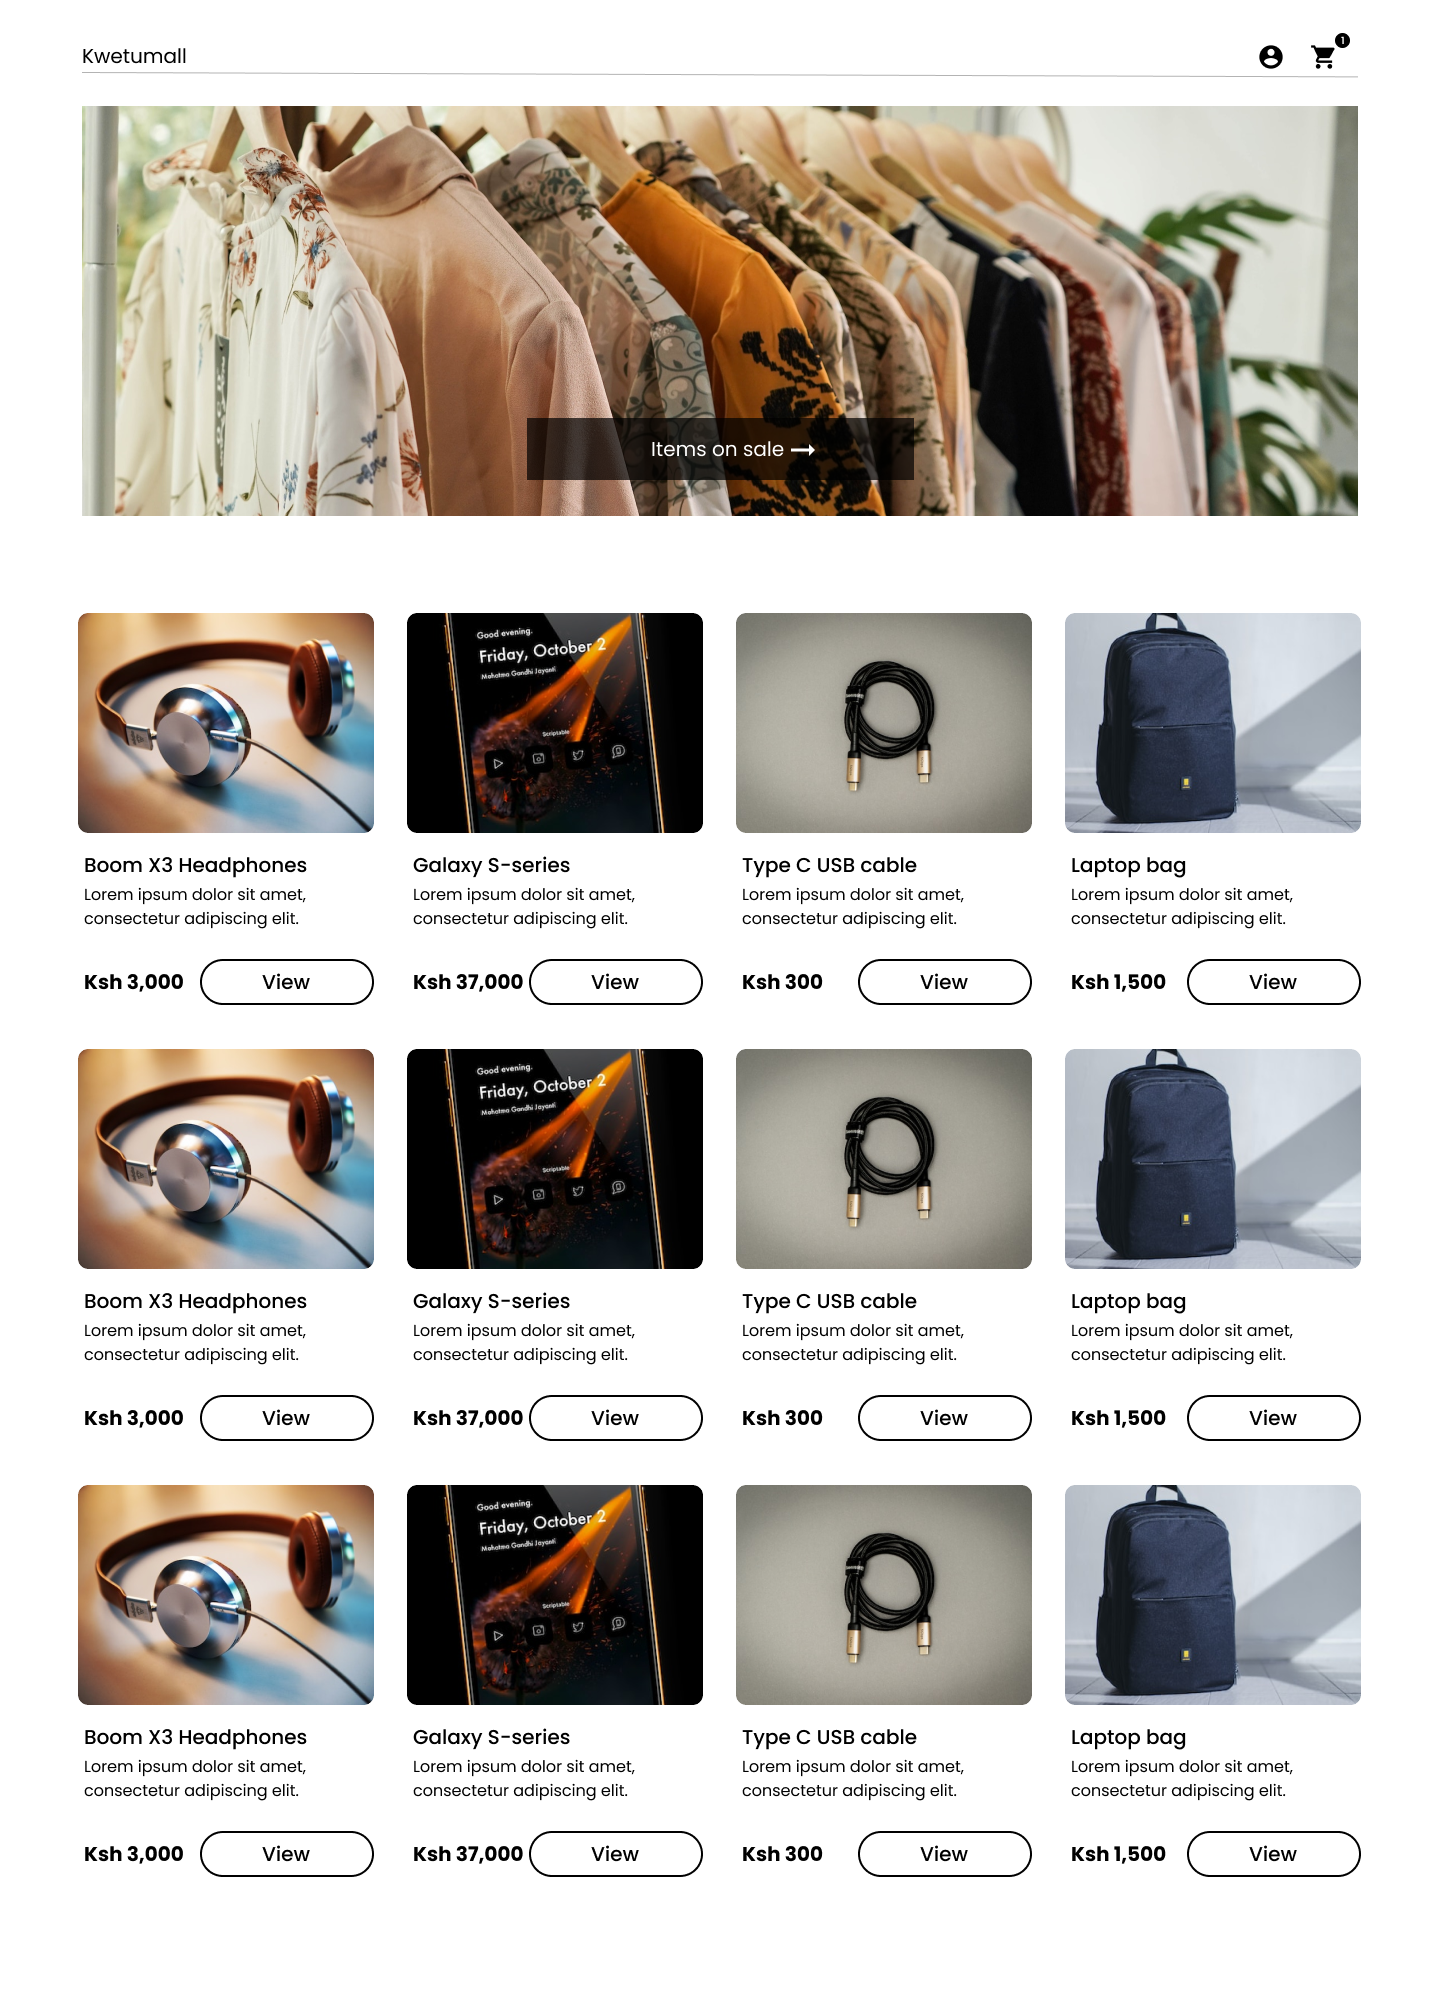 Kwetumall
1
Items on sale
Good evening.
Friday, October 2
Mahatma Gandhi Jayanti
Scriptable
Boom X3 Headphones
Lorem ipsum dolor sit amet,
consectetur adipiscing elit.
Ksh 3,000
View
Galaxy S-series
Lorem ipsum dolor sit amet,
consectetur adipiscing elit.
Ksh 37,000
View
Type C USB cable
Lorem ipsum dolor sit amet,
consectetur adipiscing elit.
Ksh 300
View
Laptop bag
Lorem ipsum dolor sit amet,
consectetur adipiscing elit.
Ksh 1,500
View
Good evening.
Friday, October 2
Mahatma Gandhi Jayanti
Scriptable
Boom X3 Headphones
Lorem ipsum dolor sit amet,
consectetur adipiscing elit.
Ksh 3,000
View
Galaxy S-series
Lorem ipsum dolor sit amet,
consectetur adipiscing elit.
Ksh 37,000
View
Type C USB cable
Lorem ipsum dolor sit amet,
consectetur adipiscing elit.
Ksh 300
View
Laptop bag
Lorem ipsum dolor sit amet,
consectetur adipiscing elit.
Ksh 1,500
View
Good evening.
Friday, October 2
Mahatma Gandhi Jayanti
Scriptable
Boom X3 Headphones
Lorem ipsum dolor sit amet,
consectetur adipiscing elit.
Ksh 3,000
View
Galaxy S-series
Lorem ipsum dolor sit amet,
consectetur adipiscing elit.
Ksh 37,000
View
Type C USB cable
Lorem ipsum dolor sit amet,
consectetur adipiscing elit.
Ksh 300
View
Laptop bag
Lorem ipsum dolor sit amet,
consectetur adipiscing elit.
Ksh 1,500
View